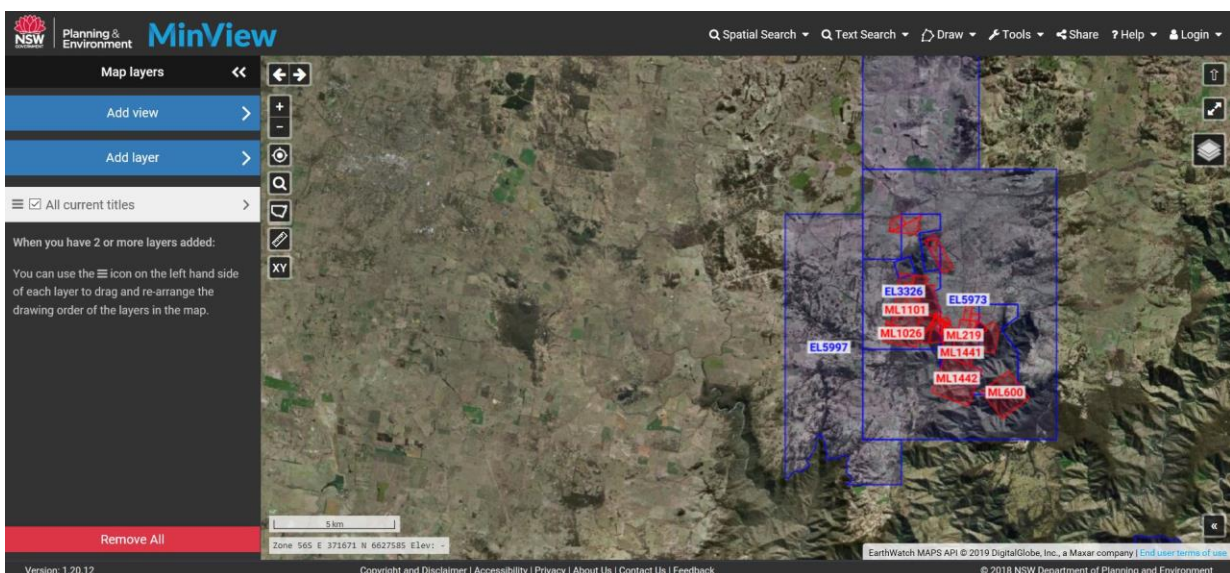 NSW
GOVERNMENT
Planning &
Environment
MinView
Spatial Search
Text Search
Draw
Tools
Share
? Help
Login
Map layers
Add view
Add layer
All current titles
When you have 2 or more layers added:
You can use the ☰ icon on the left hand side
of each layer to drag and re-arrange the
drawing order of the layers in the map.
Remove All
XY
EL3326
EL5973
ML1101
ML1026
ML219
EL5997
ML1441
ML1442
ML600
5 km
Zone 56S E 371671 N 6627585 Elev: -
EarthWatch MAPS API © 2019 DigitalGlobe, Inc., a Maxar company | End user terms of use
Version: 1.20.12
Copyright and Disclaimer | Accessibility | Privacy | About Us | Contact Us | Feedback
© 2018 NSW Department of Planning and Environment